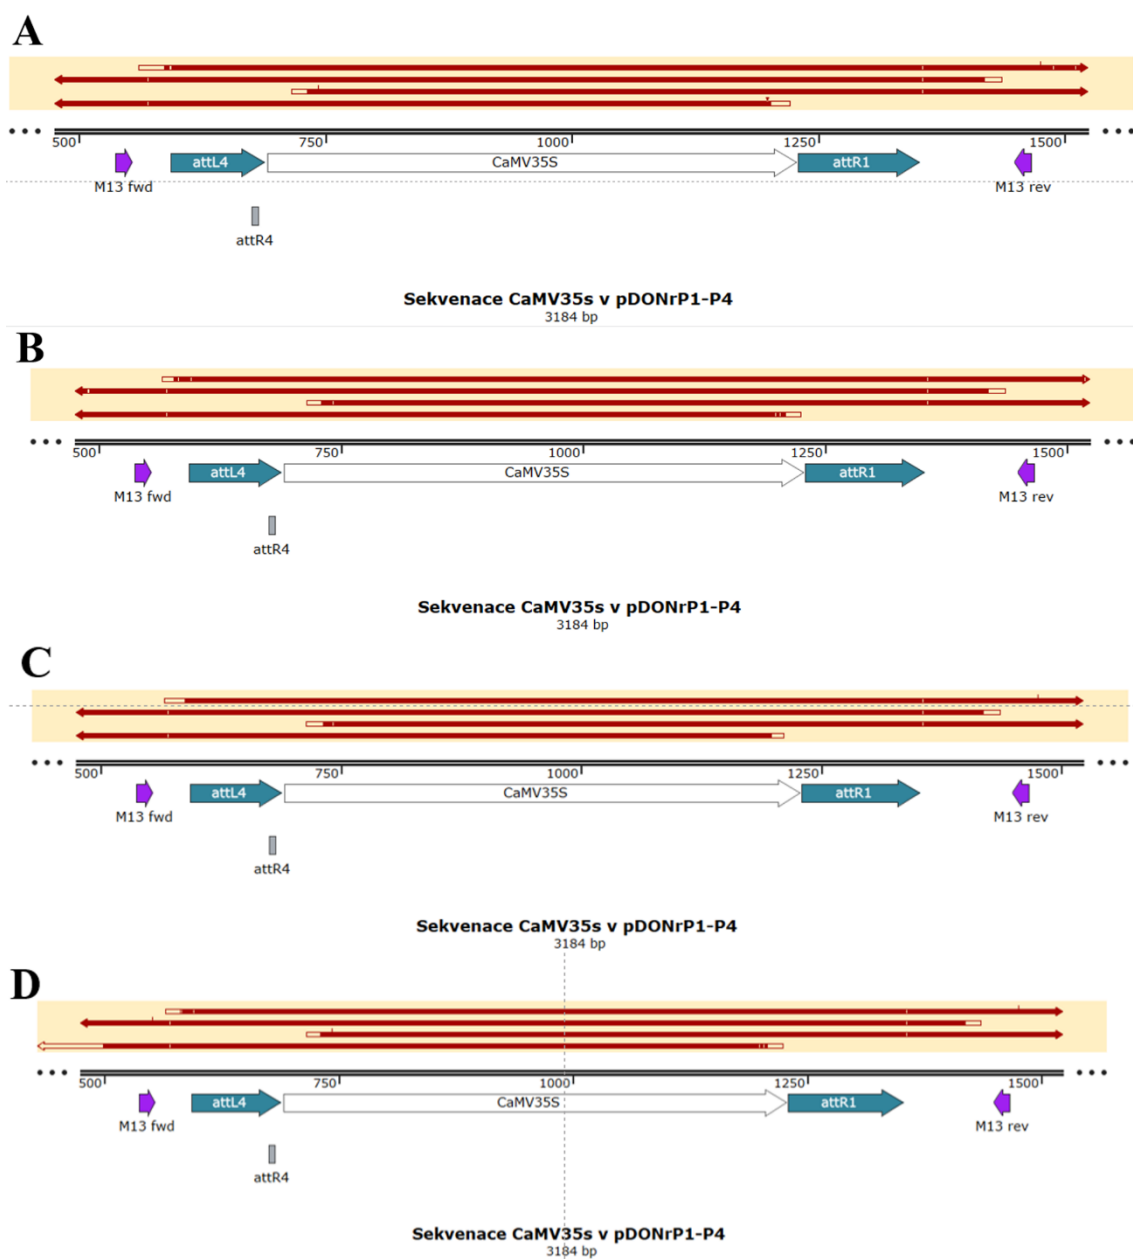 A
500 750 1000 1250 1500
attL4 CaMV35S attR1
M13 fwd M13 rev
attR4
Sekvenace CaMV35s v pDONrP1-P4
3184 bp
B
500 750 1000 1250 1500
attL4 CaMV35S attR1
M13 fwd M13 rev
attR4
Sekvenace CaMV35s v pDONrP1-P4
3184 bp
C
500 750 1000 1250 1500
attL4 CaMV35S attR1
M13 fwd M13 rev
attR4
Sekvenace CaMV35s v pDONrP1-P4
3184 bp
D
500 750 1000 1250 1500
attL4 CaMV35S attR1
M13 fwd M13 rev
attR4
Sekvenace CaMV35s v pDONrP1-P4
3184 bp